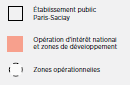 Établissement public
Paris-Saclay
Opération d'intérêt national
et zones de développement
Zones opérationnelles